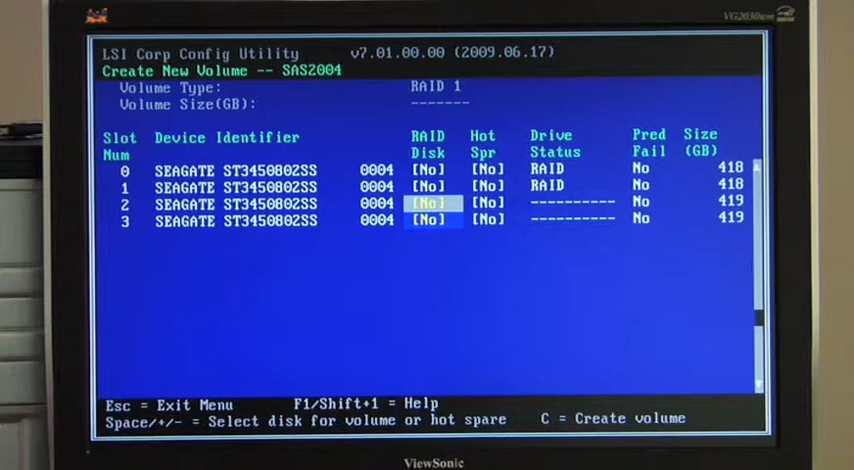 VG2030wm
LSI Corp Config Utility v7.01.00.00 (2009.06.17)
Create New Volume -- SAS2004
Volume Type: RAID 1
Volume Size(GB): -------
Slot Device Identifier RAID Hot Drive Pred Size
Num Disk Spr Status Fail (GB)
0 SEAGATE ST3450802SS 0004 [No] [No] RAID No 418
1 SEAGATE ST3450802SS 0004 [No] [No] RAID No 418
2 SEAGATE ST3450802SS 0004 [No] [No] ---------- No 419
3 SEAGATE ST3450802SS 0004 [No] [No] ---------- No 419
Esc = Exit Menu F1/Shift+1 = Help
Space/+/- = Select disk for volume or hot spare C = Create volume
ViewSonic